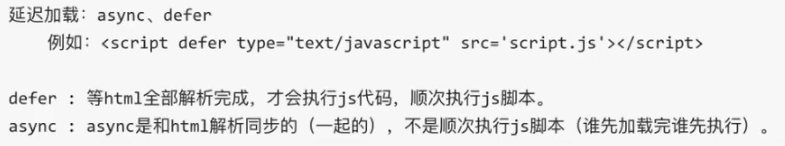 延迟加载：async、defer
例如：<script defer type="text/javascript" src='script.js'></script>
defer : 等html全部解析完成，才会执行js代码，顺次执行js脚本。
async : async是和html解析同步的（一起的），不是顺次执行js脚本（谁先加载完谁先执行）。